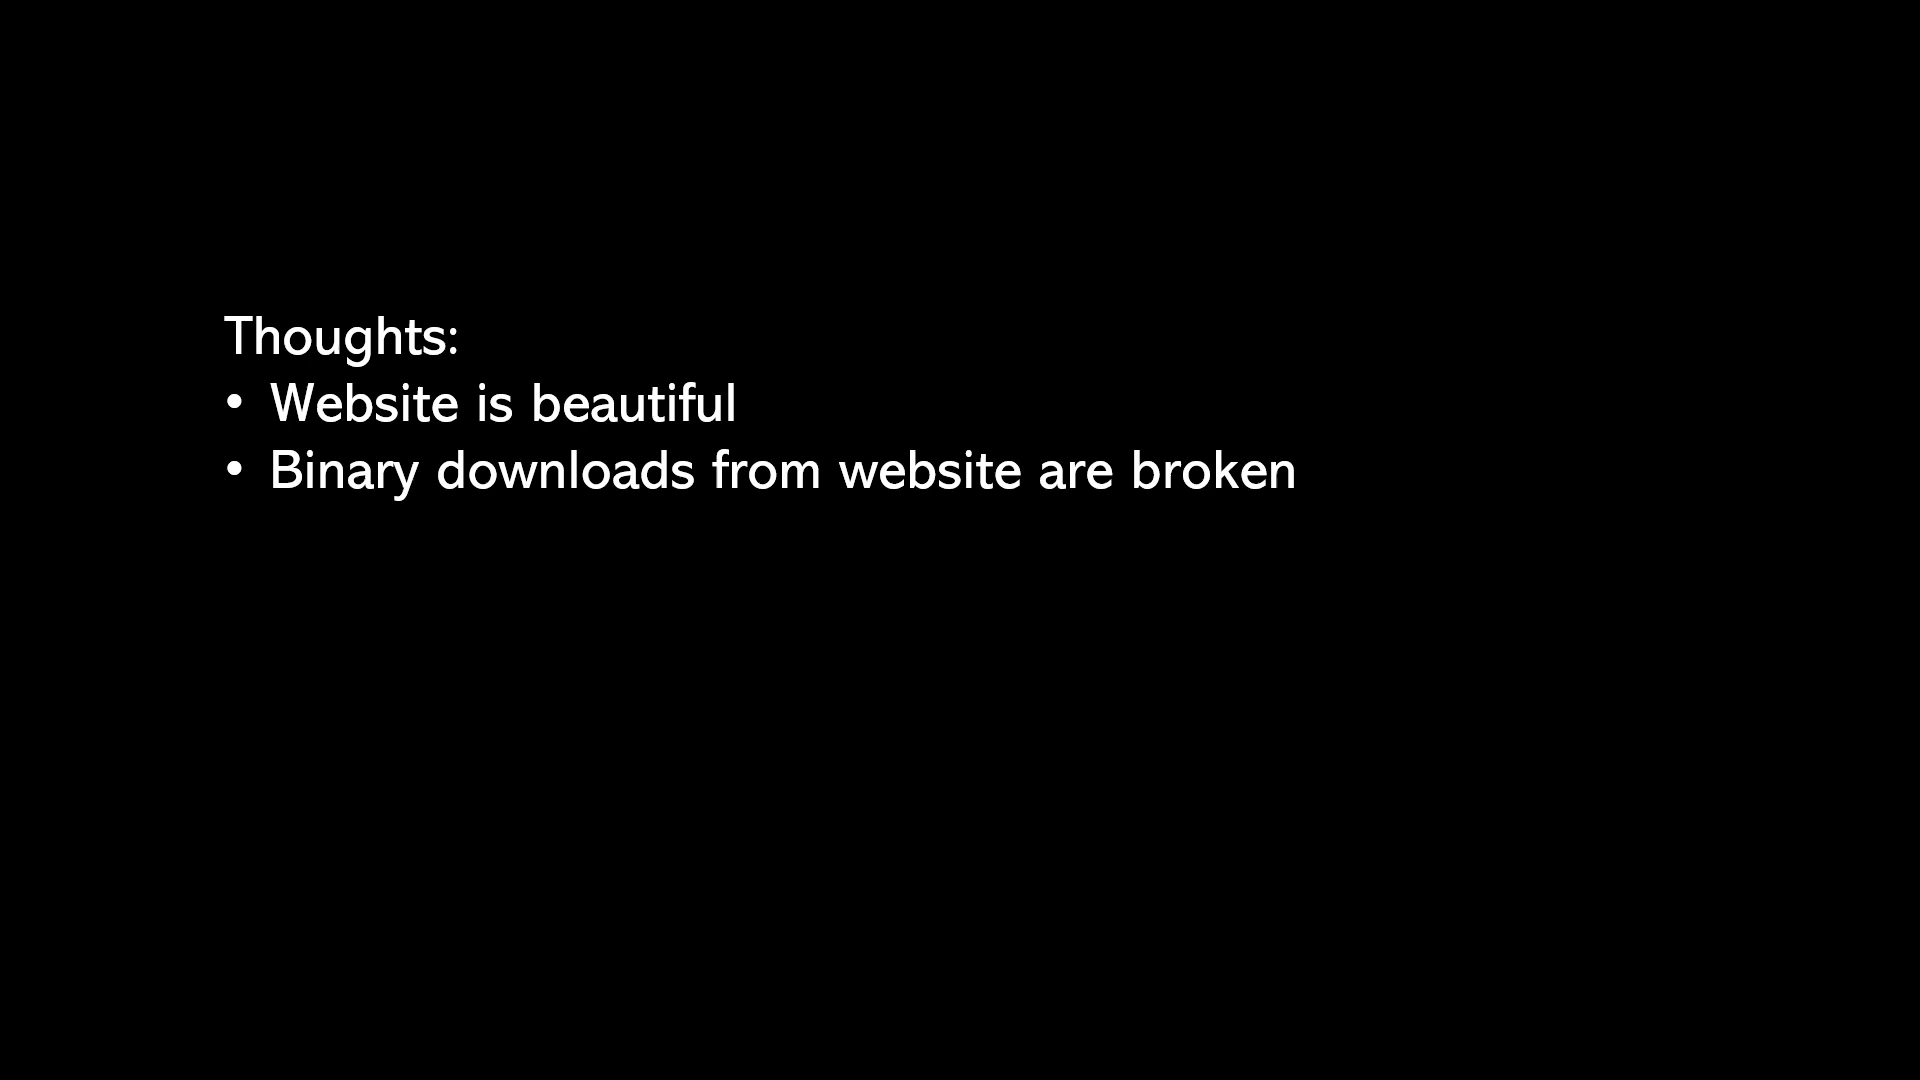 Thoughts:
• Website is beautiful
• Binary downloads from website are broken